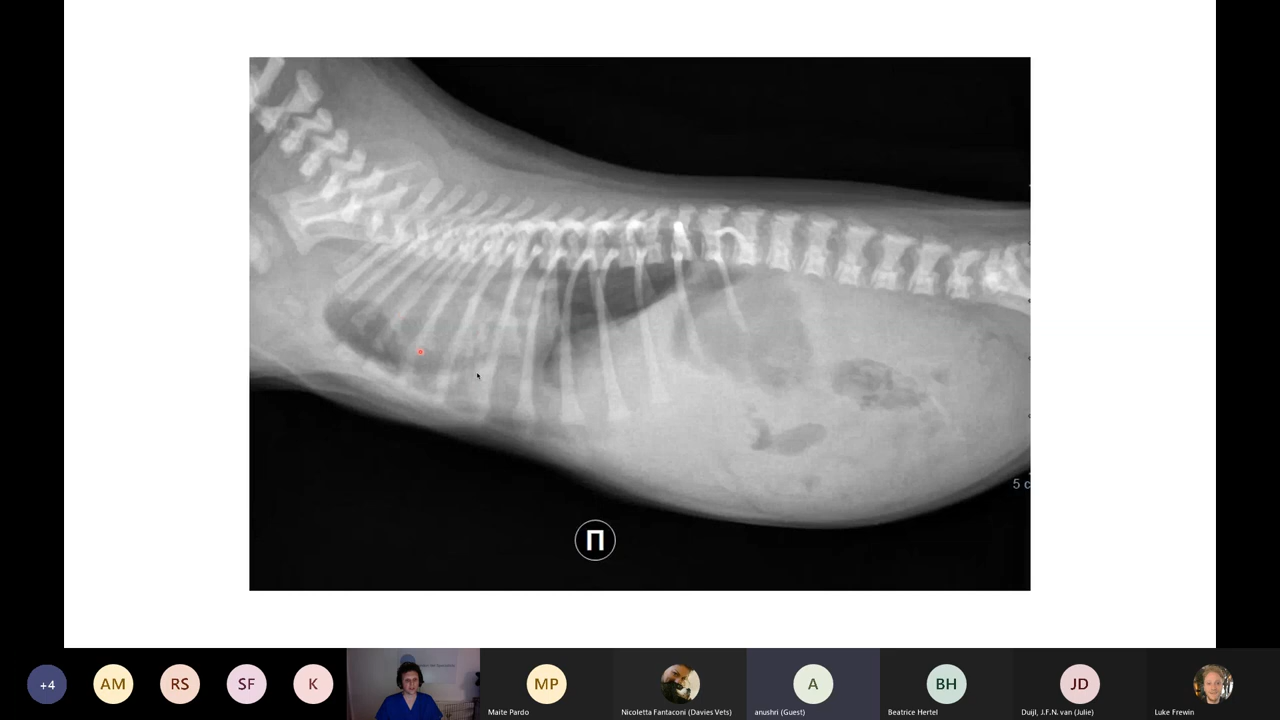 5 c
П
+4
AM
RS
SF
K
MP
Maite Pardo
Nicoletta Fantaconi (Davies Vets)
A
anushri (Guest)
BH
Beatrice Hertel
JD
Duijl, J.F.N. van (Julie)
Luke Frewin